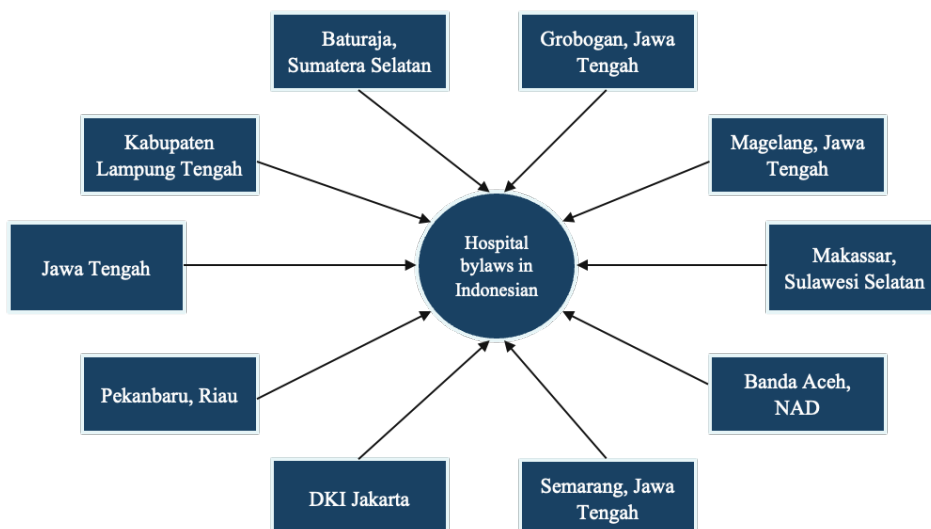 Baturaja,
Sumatera Selatan
Grobogan, Jawa
Tengah
Kabupaten
Lampung Tengah
Magelang, Jawa
Tengah
Jawa Tengah
Hospital
bylaws in
Indonesian
Makassar,
Sulawesi Selatan
Pekanbaru, Riau
Banda Aceh,
NAD
DKI Jakarta
Semarang, Jawa
Tengah